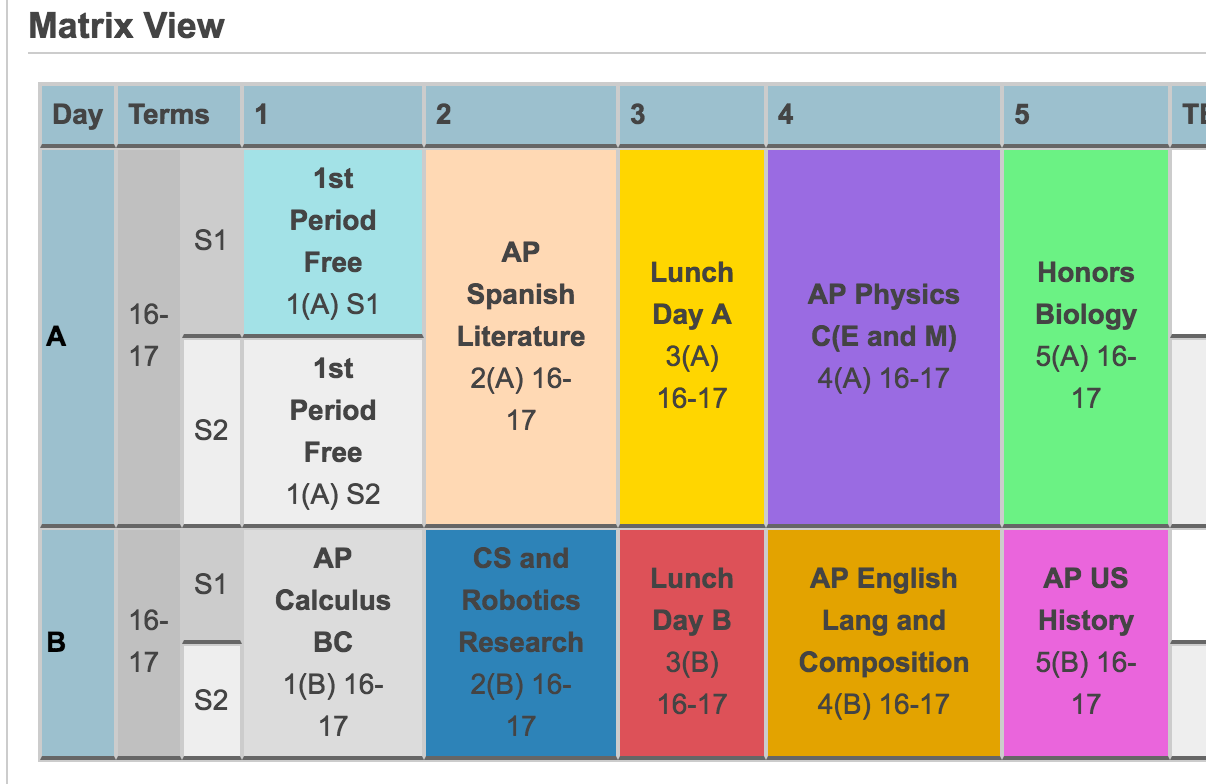 Matrix View
Day Terms 1 2 3 4 5 TE
A
16-
17
S1
1st
Period
Free
1(A) S1
S2
1st
Period
Free
1(A) S2
AP
Spanish
Literature
2(A) 16-
17
Lunch
Day A
3(A)
16-17
AP Physics
C(E and M)
4(A) 16-17
Honors
Biology
5(A) 16-
17
B
16-
17
S1
S2
AP
Calculus
BC
1(B) 16-
17
CS and
Robotics
Research
2(B) 16-
17
Lunch
Day B
3(B)
16-17
AP English
Lang and
Composition
4(B) 16-17
AP US
History
5(B) 16-
17